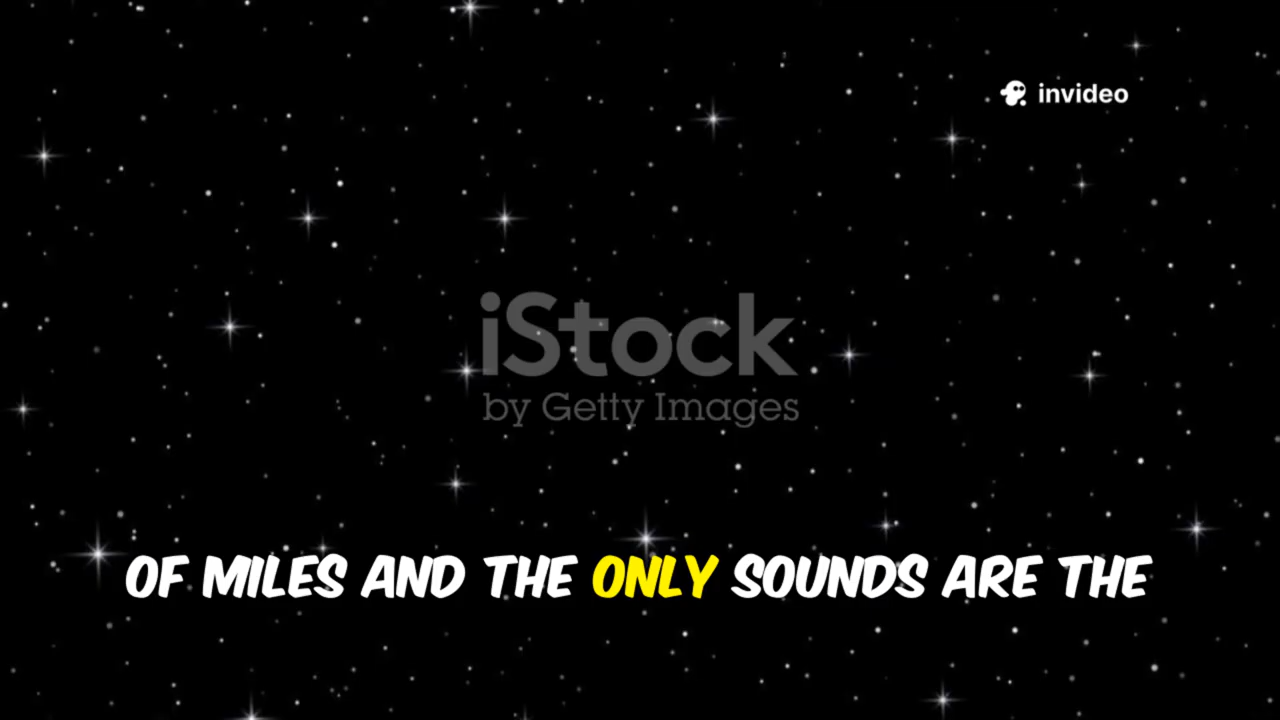 invideo
iStock
by Getty Images
OF MILES AND THE ONLY SOUNDS ARE THE